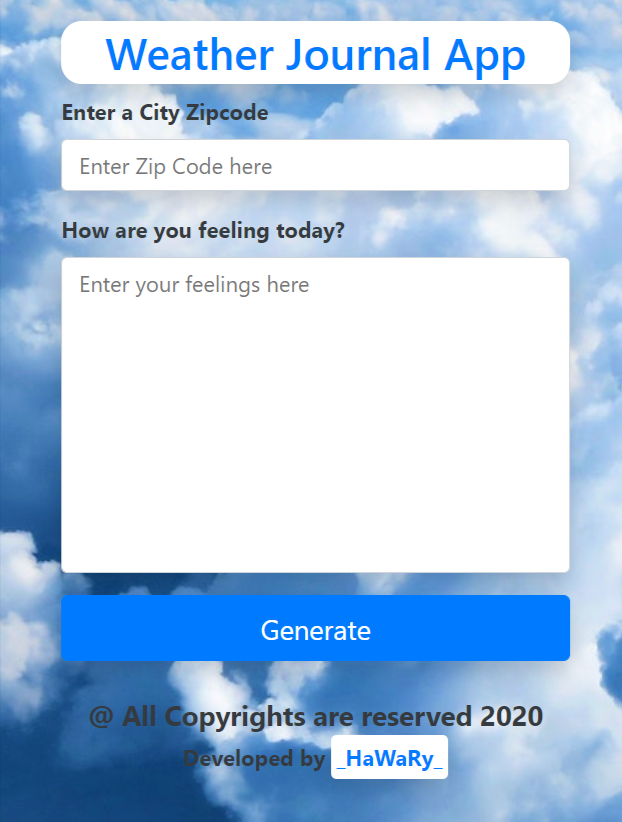 Weather Journal App
Enter a City Zipcode
Enter Zip Code here
How are you feeling today?
Enter your feelings here
Generate
@ All Copyrights are reserved 2020
Developed by _HaWaRy_